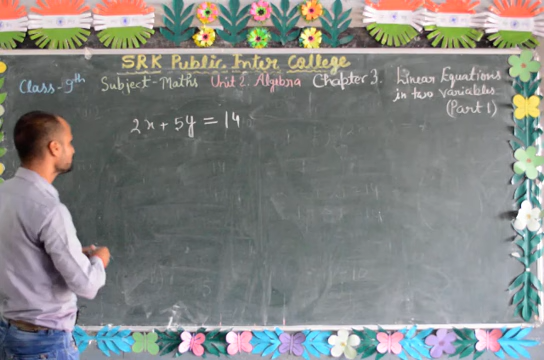 SRK Public Inter College
Class-9th Subject-Maths Unit 2. Algebra Chapter 3. Linear Equations
in two variables
(Part 1)
2x + 5y = 14